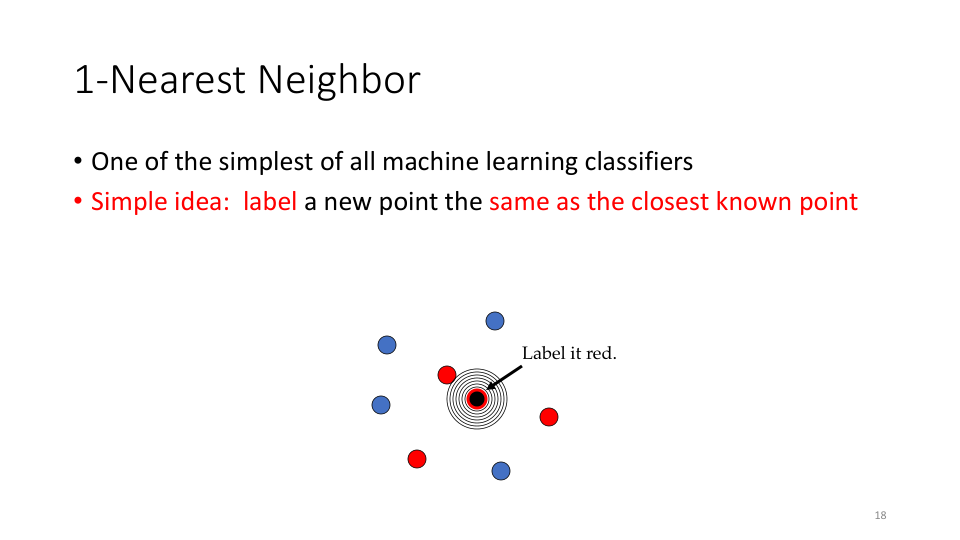 1-Nearest Neighbor
• One of the simplest of all machine learning classifiers
• Simple idea:  label a new point the same as the closest known point
Label it red.
18